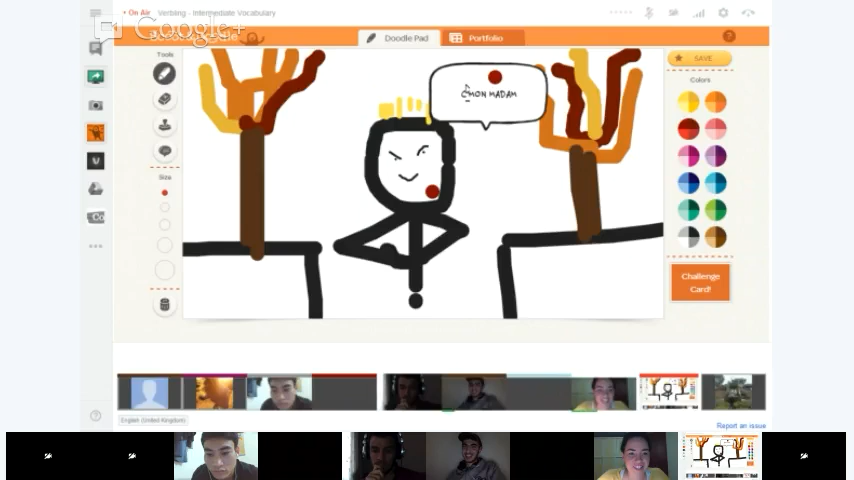 • On Air Verbling - Intermediate Vocabulary
Google+
Doodle Pad
Portfolio
?
Tools
SAVE
C'MON MADAM
Colors
Size
Challenge
Card!
Co
English (United Kingdom)
Report an issue